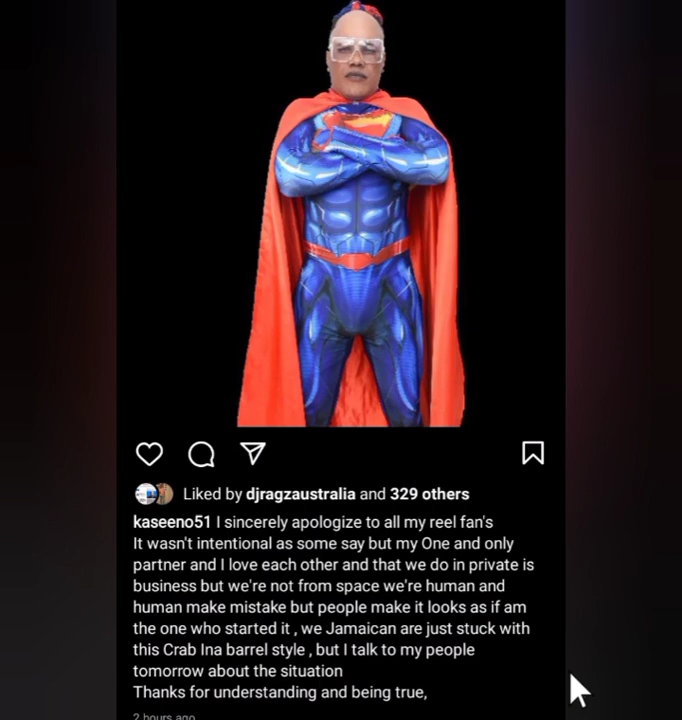 Liked by djragzaustralia and 329 others
kaseeno51 I sincerely apologize to all my reel fan's
It wasn't intentional as some say but my One and only
partner and I love each other and that we do in private is
business but we're not from space we're human and
human make mistake but people make it looks as if am
the one who started it , we Jamaican are just stuck with
this Crab Ina barrel style , but I talk to my people
tomorrow about the situation
Thanks for understanding and being true,
2 hours ago